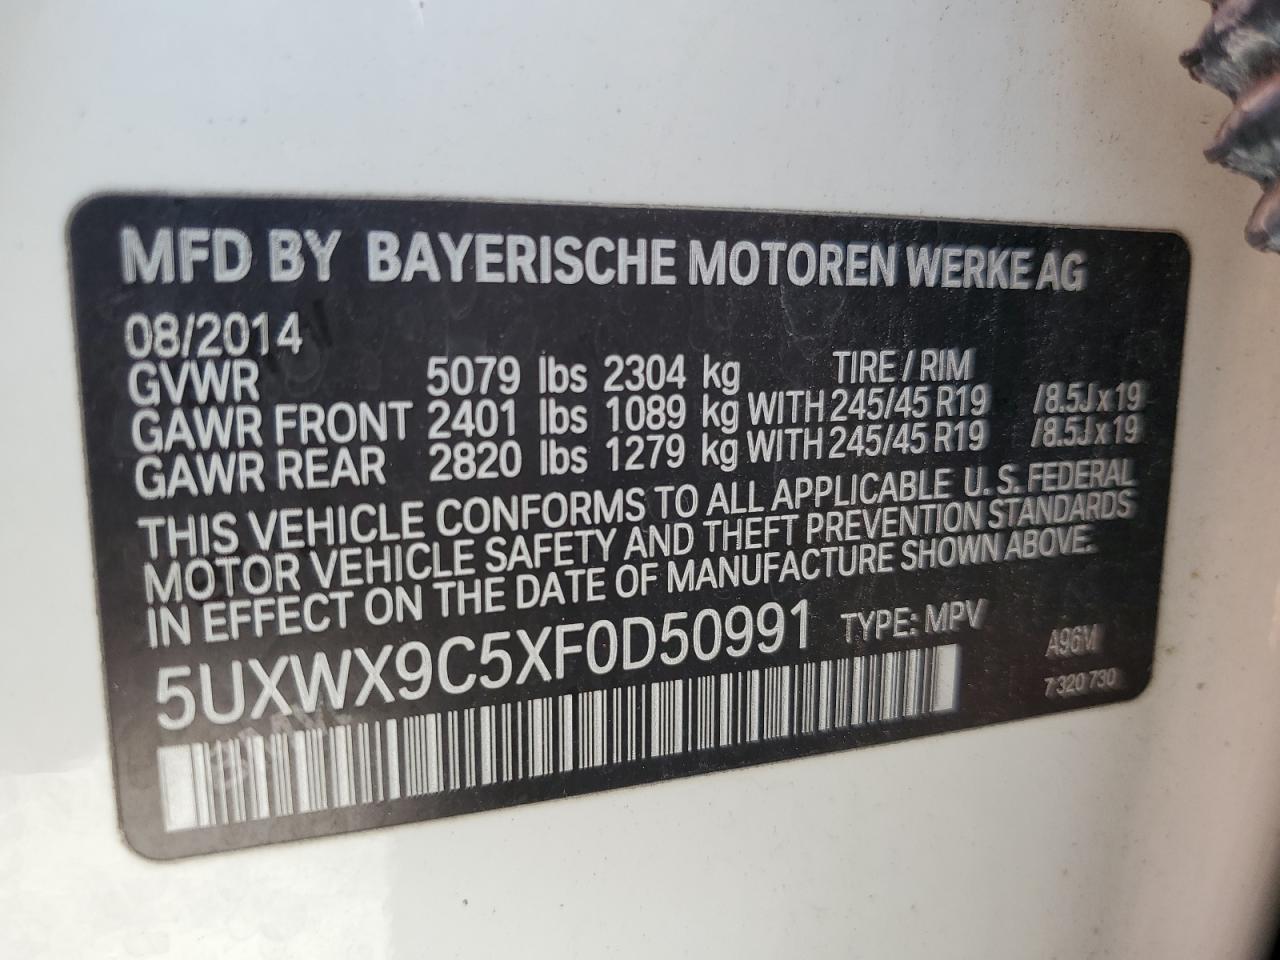 MFD BY BAYERISCHE MOTOREN WERKE AG
08/2014
GVWR 5079 lbs 2304 kg TIRE / RIM
GAWR FRONT 2401 lbs 1089 kg WITH 245/45 R19 /8.5J x 19
GAWR REAR 2820 lbs 1279 kg WITH 245/45 R19 /8.5J x 19
THIS VEHICLE CONFORMS TO ALL APPLICABLE U. S. FEDERAL
MOTOR VEHICLE SAFETY AND THEFT PREVENTION STANDARDS
IN EFFECT ON THE DATE OF MANUFACTURE SHOWN ABOVE.
5UXWX9C5XF0D50991 TYPE: MPV
7 320 730